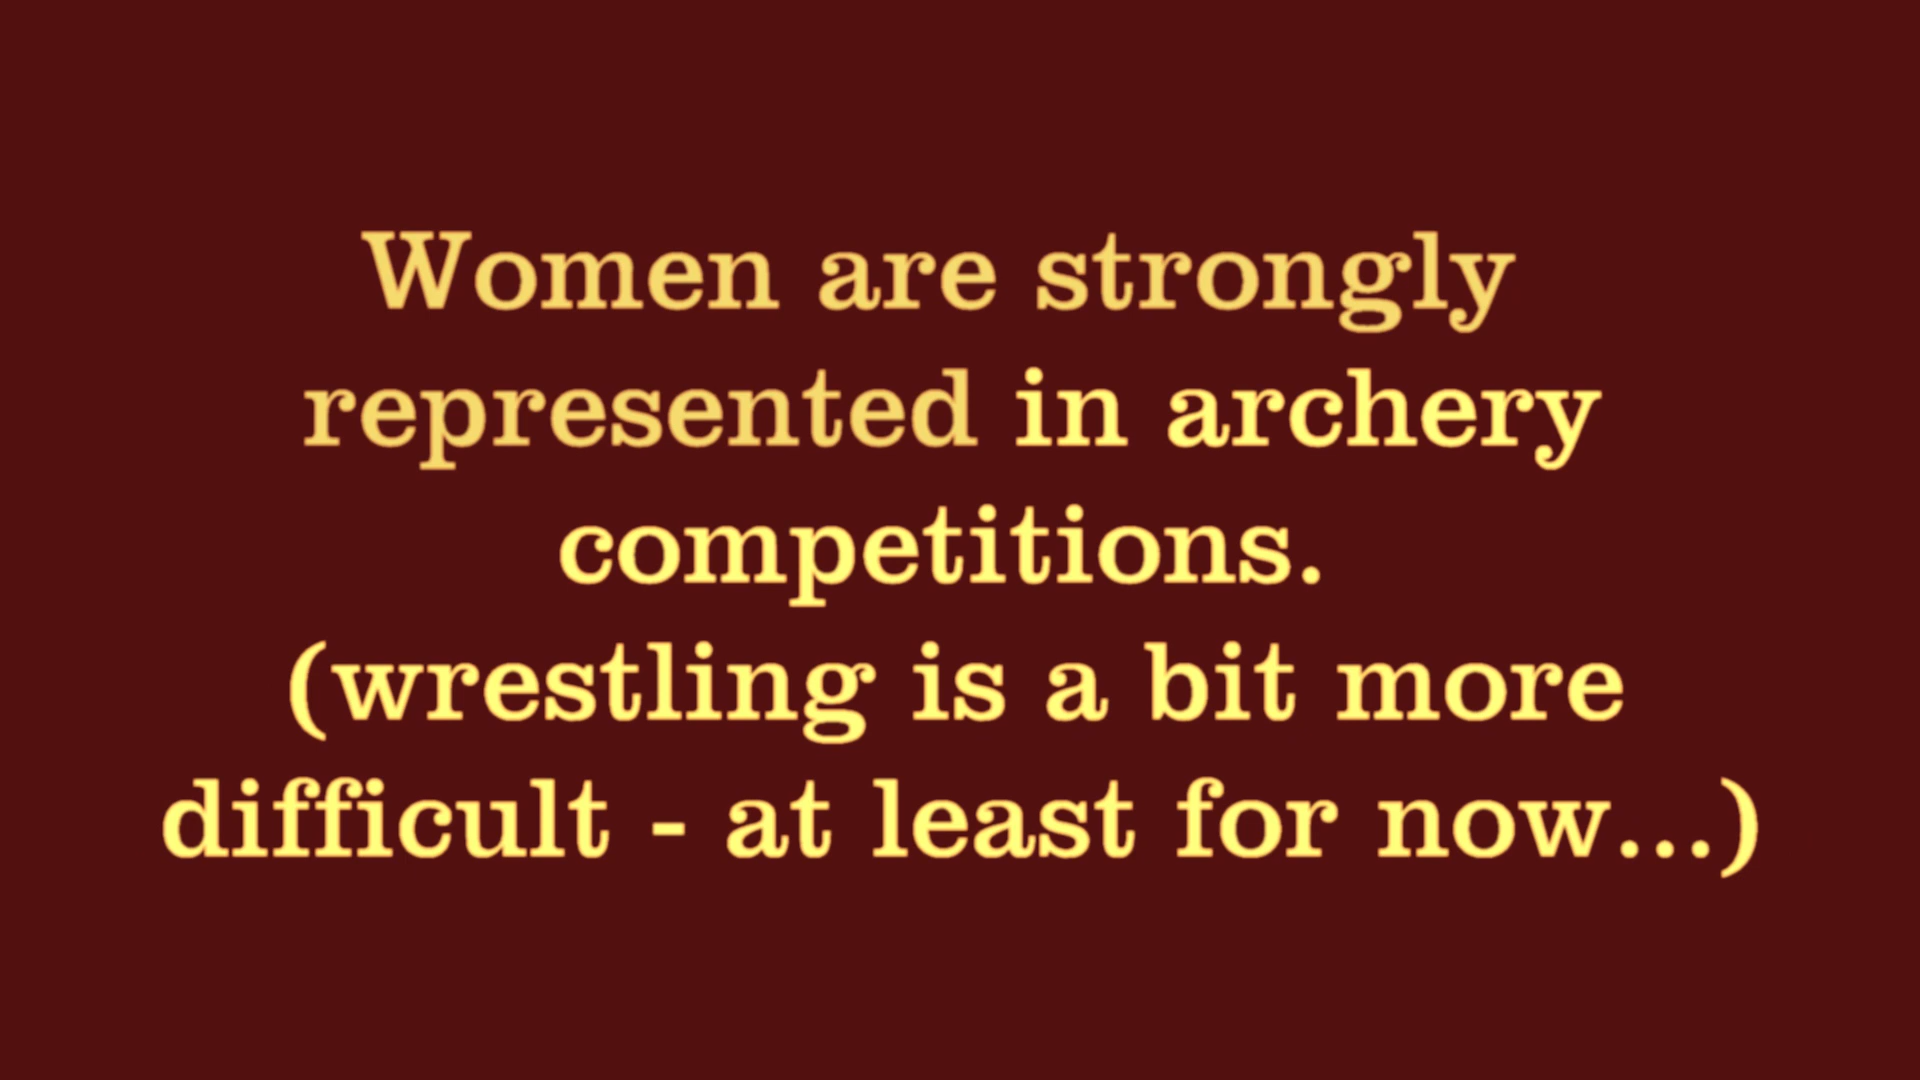 Women are strongly
represented in archery
competitions.
(wrestling is a bit more
difficult - at least for now...)